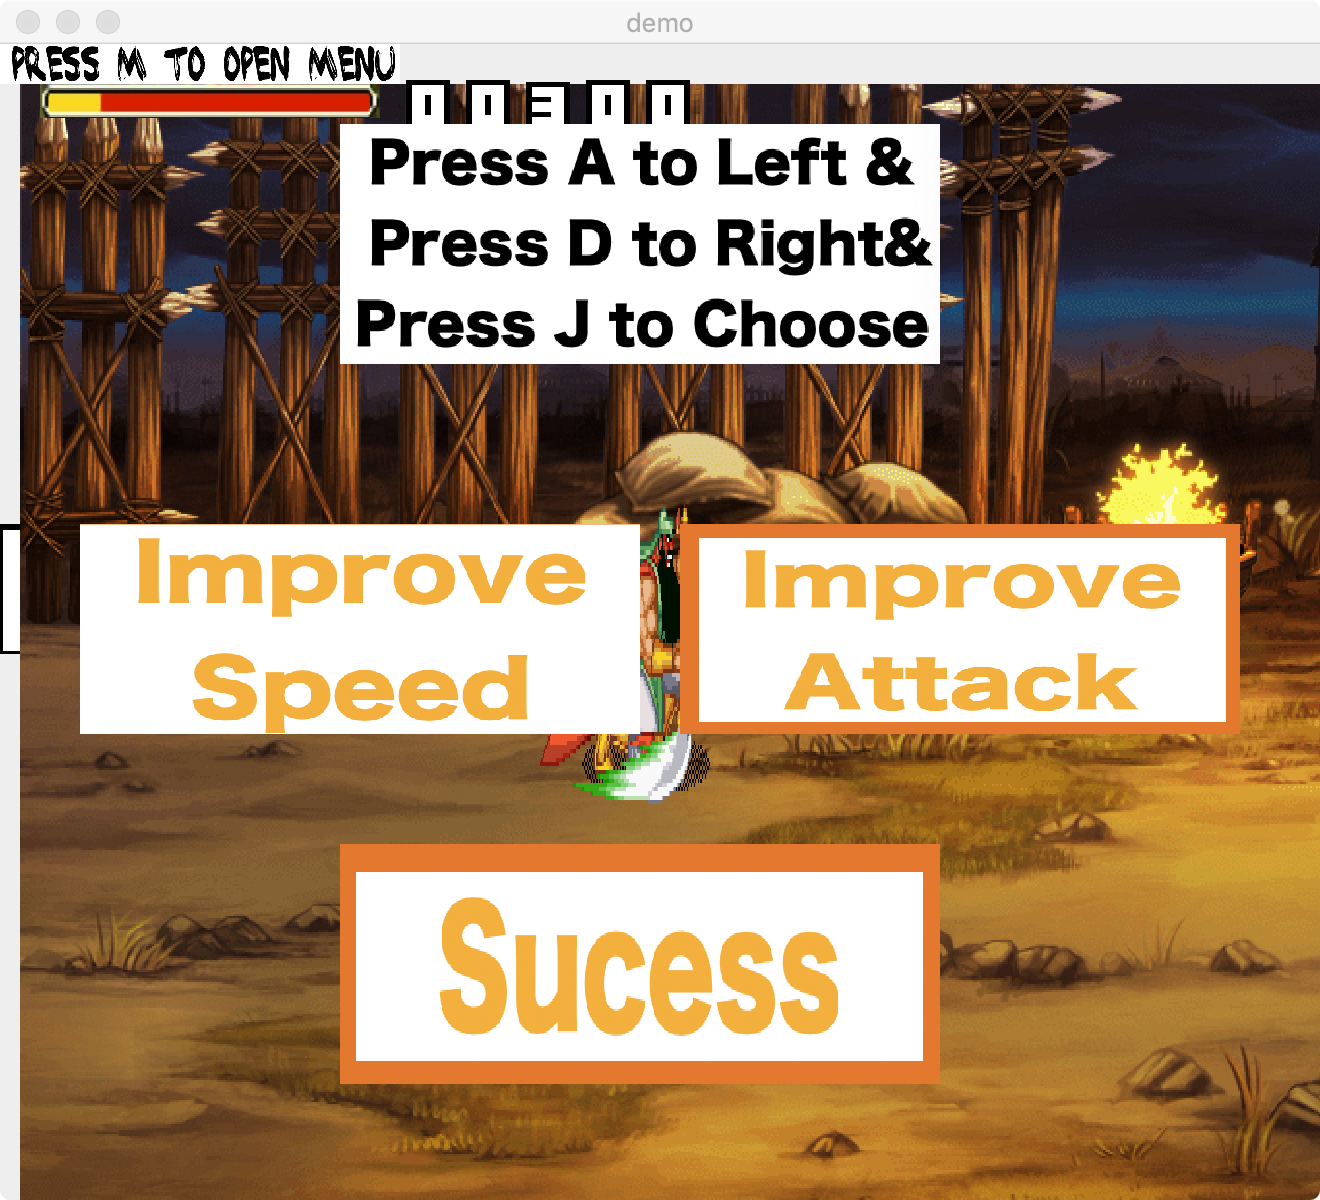 demo
PRESS M TO OPEN MENU
00300
Press A to Left &
Press D to Right&
Press J to Choose
Improve
Speed
Improve
Attack
Sucess